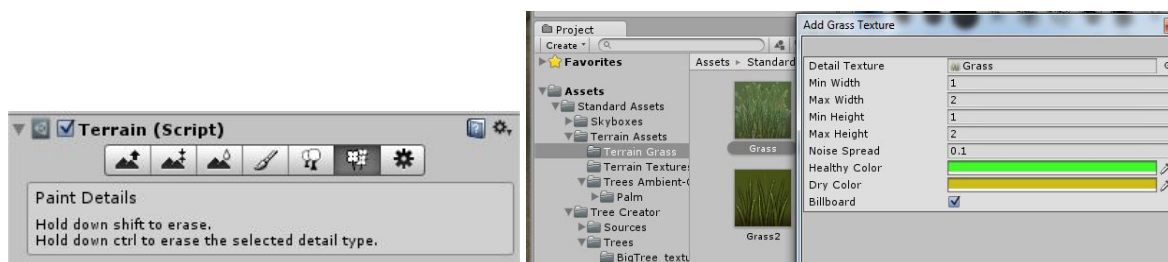 Terrain (Script)
Paint Details
Hold down shift to erase.
Hold down ctrl to erase the selected detail type.
Project
Create
Favorites
Assets
Standard Assets
Skyboxes
Terrain Assets
Terrain Grass
Terrain Textures
Trees Ambient-
Palm
Tree Creator
Sources
Trees
BigTree_textu
Assets ▸ Standard
Grass
Grass2
Add Grass Texture
Detail Texture Grass
Min Width 1
Max Width 2
Min Height 1
Max Height 2
Noise Spread 0.1
Healthy Color
Dry Color
Billboard